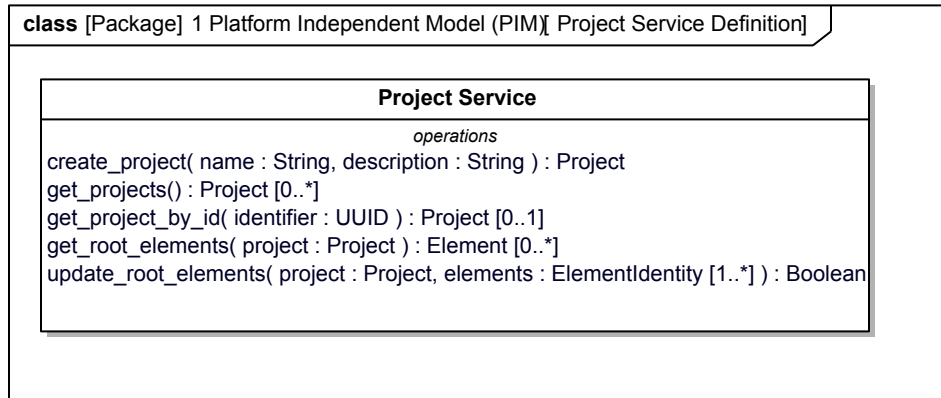 class [Package] 1 Platform Independent Model (PIM)[ Project Service Definition]
Project Service
operations
create_project( name : String, description : String ) : Project
get_projects() : Project [0..*]
get_project_by_id( identifier : UUID ) : Project [0..1]
get_root_elements( project : Project ) : Element [0..*]
update_root_elements( project : Project, elements : ElementIdentity [1..*] ) : Boolean